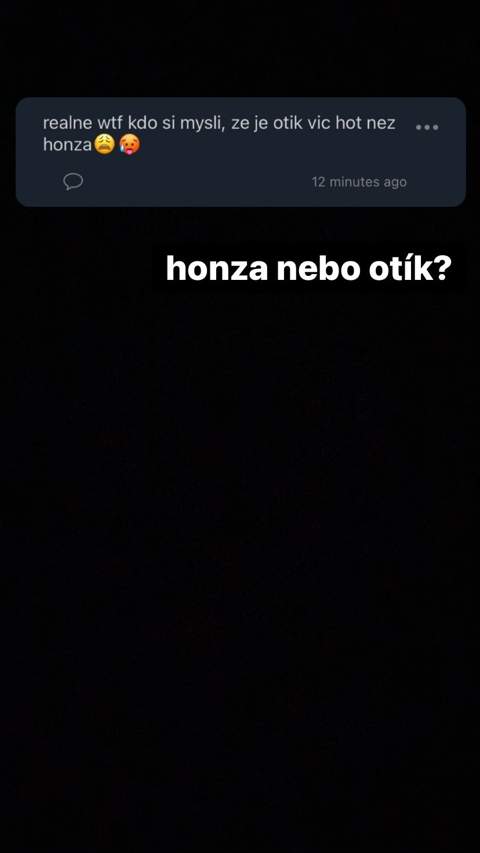 realne wtf kdo si mysli, ze je otik vic hot nez
honza😩🥵
12 minutes ago
honza nebo otík?